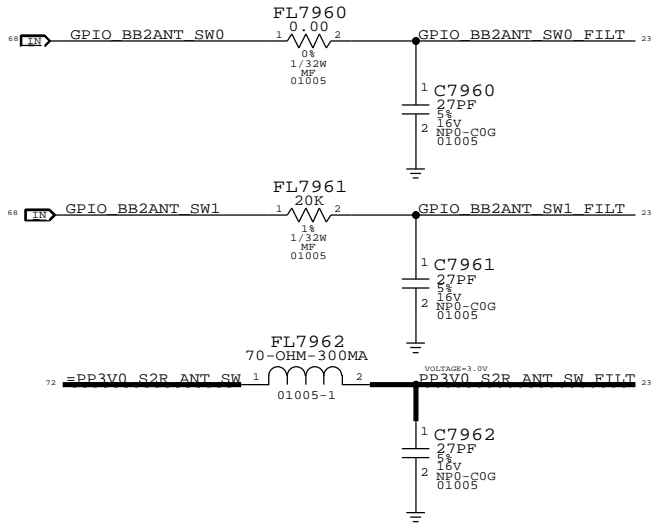 FL7960
0.00
68 IN GPIO_BB2ANT_SW0 1 2 GPIO_BB2ANT_SW0_FILT 23
0%
1/32W
MF
01005
1 C7960
27PF
5%
16V
2 NP0-C0G
01005
FL7961
20K
68 IN GPIO_BB2ANT_SW1 1 2 GPIO_BB2ANT_SW1_FILT 23
1%
1/32W
MF
01005
1 C7961
27PF
5%
16V
2 NP0-C0G
01005
FL7962
70-OHM-300MA
VOLTAGE=3.0V
72 =PP3V0_S2R_ANT_SW 1 2 PP3V0_S2R_ANT_SW_FILT 23
01005-1
1 C7962
27PF
5%
16V
2 NP0-C0G
01005